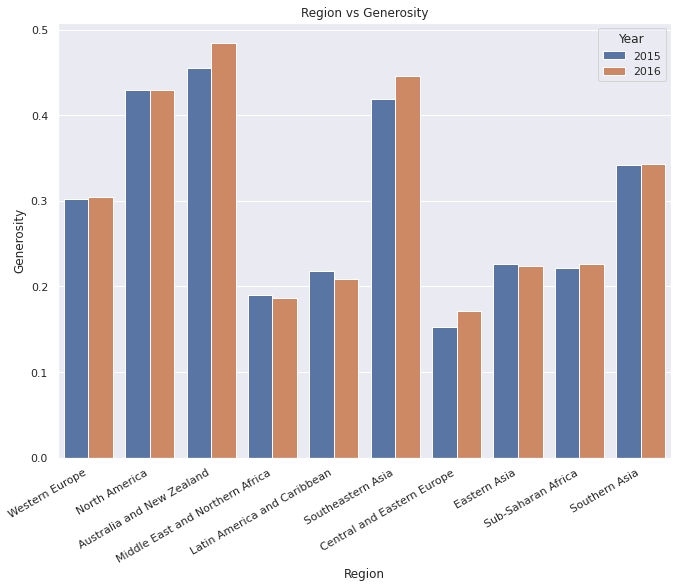 Region vs Generosity
Year
2015
2016
Generosity
0.5
0.4
0.3
0.2
0.1
0.0
Western Europe
North America
Australia and New Zealand
Middle East and Northern Africa
Latin America and Caribbean
Southeastern Asia
Central and Eastern Europe
Eastern Asia
Sub-Saharan Africa
Southern Asia
Region